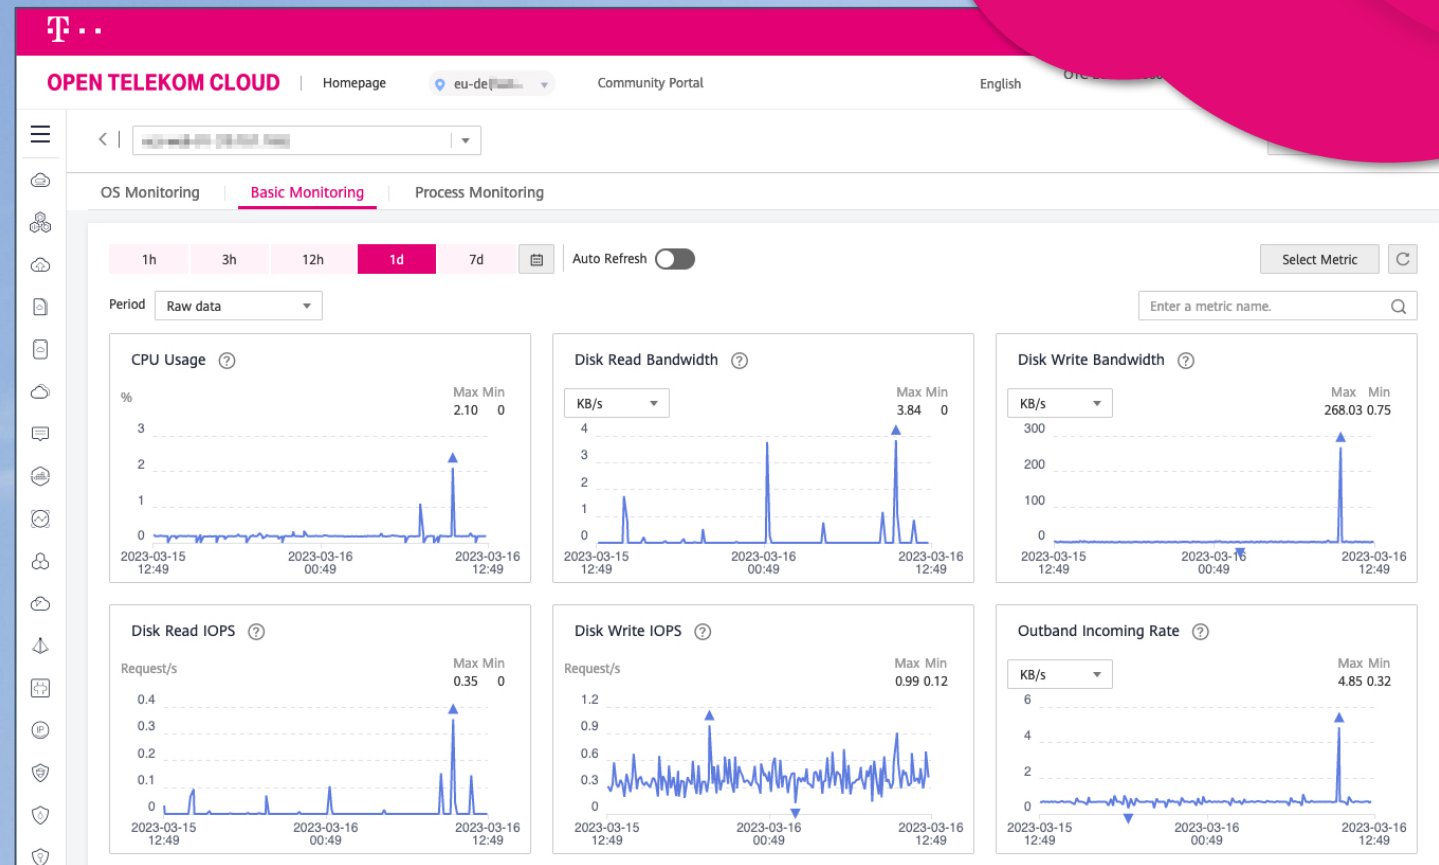 T
OPEN TELEKOM CLOUD
Homepage
eu-de
Community Portal
English
OS Monitoring
Basic Monitoring
Process Monitoring
1h
3h
12h
1d
7d
Auto Refresh
Select Metric
Period
Raw data
Enter a metric name.
CPU Usage ?
%
Max Min
2.10 0
3
2
1
0
2023-03-15 12:49
2023-03-16 00:49
2023-03-16 12:49
Disk Read Bandwidth ?
KB/s
Max Min
3.84 0
4
3
2
1
0
2023-03-15 12:49
2023-03-16 00:49
2023-03-16 12:49
Disk Write Bandwidth ?
KB/s
Max Min
268.03 0.75
300
200
100
0
2023-03-15 12:49
2023-03-16 00:49
2023-03-16 12:49
Disk Read IOPS ?
Request/s
Max Min
0.35 0
0.4
0.3
0.2
0.1
0
2023-03-15 12:49
2023-03-16 00:49
2023-03-16 12:49
Disk Write IOPS ?
Request/s
Max Min
0.99 0.12
1.2
0.9
0.6
0.3
0
2023-03-15 12:49
2023-03-16 00:49
2023-03-16 12:49
Outband Incoming Rate ?
KB/s
Max Min
4.85 0.32
6
4
2
0
2023-03-15 12:49
2023-03-16 00:49
2023-03-16 12:49
IP